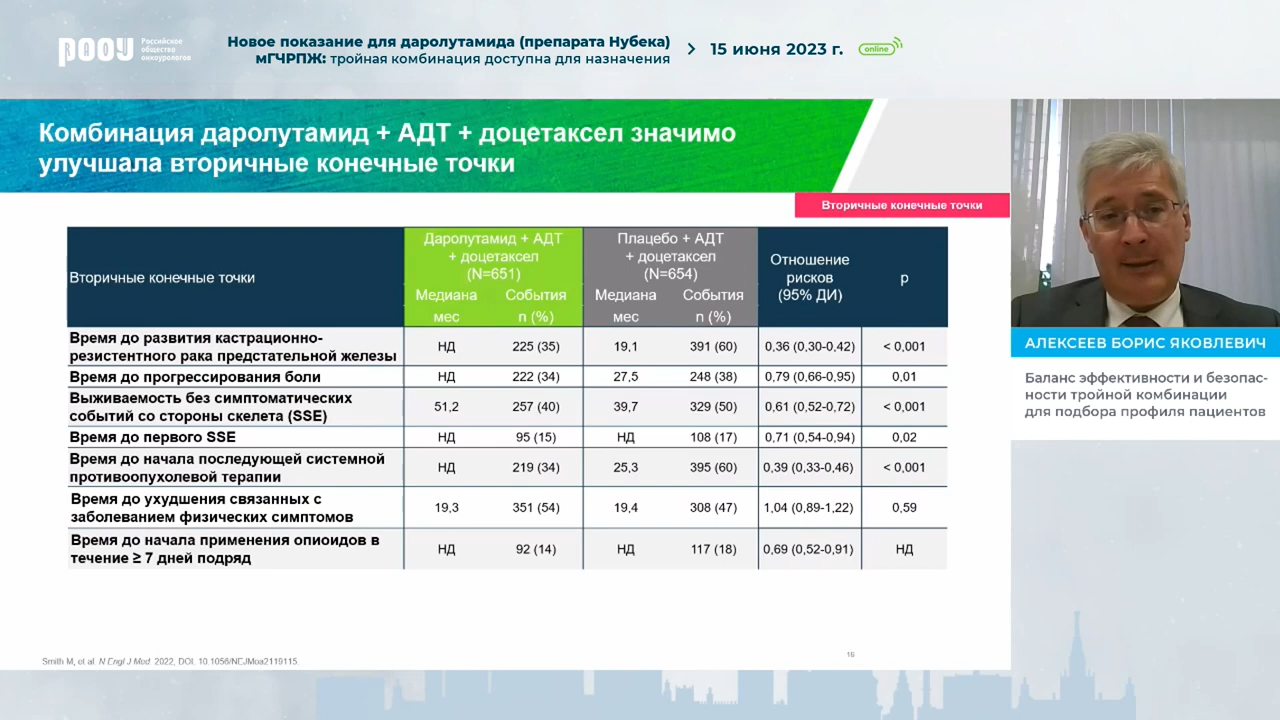 РООУ
RAOU
Российское
общество
онкоурологов
Новое показание для даролутамида (препарата Нубека)
мГЧРПЖ: тройная комбинация доступна для назначения
15 июня 2023 г.
online
Комбинация даролутамид + АДТ + доцетаксел значимо
улучшала вторичные конечные точки
Вторичные конечные точки
Вторичные конечные точки
Даролутамид + АДТ
+ доцетаксел
(N=651)
Плацебо + АДТ
+ доцетаксел
(N=654)
Отношение
рисков
(95% ДИ)
p
Медиана События Медиана События
мес n (%) мес n (%)
Время до развития кастрационно-
резистентного рака предстательной железы НД 225 (35) 19,1 391 (60) 0,36 (0,30-0,42) < 0,001
Время до прогрессирования боли НД 222 (34) 27,5 248 (38) 0,79 (0,66-0,95) 0,01
Выживаемость без симптоматических
событий со стороны скелета (SSE) 51,2 257 (40) 39,7 329 (50) 0,61 (0,52-0,72) < 0,001
Время до первого SSE НД 95 (15) НД 108 (17) 0,71 (0,54-0,94) 0,02
Время до начала последующей системной
противоопухолевой терапии НД 219 (34) 25,3 395 (60) 0,39 (0,33-0,46) < 0,001
Время до ухудшения связанных с
заболеванием физических симптомов 19,3 351 (54) 19,4 308 (47) 1,04 (0,89-1,22) 0,59
Время до начала применения опиоидов в
течение ≥ 7 дней подряд НД 92 (14) НД 117 (18) 0,69 (0,52-0,91) НД
Smith M, et al. N Engl J Med. 2022, DOI. 10.1056/NEJMoa2119115.
16
АЛЕКСЕЕВ БОРИС ЯКОВЛЕВИЧ
Баланс эффективности и безопас-
ности тройной комбинации
для подбора профиля пациентов